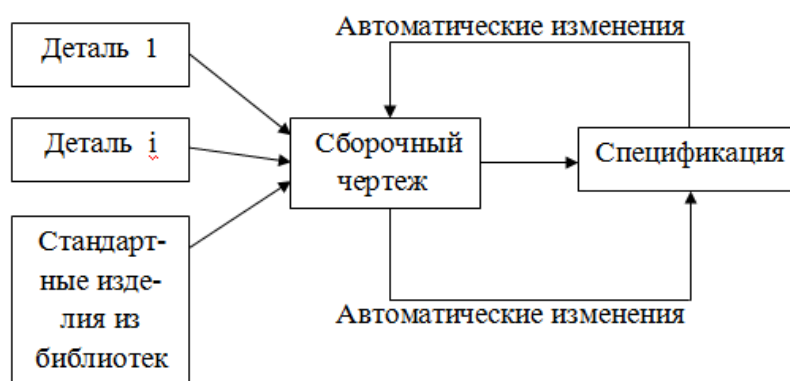 Автоматические изменения
Деталь 1
Деталь i
Сборочный
чертеж
Спецификация
Стандарт-
ные изде-
лия из
библиотек
Автоматические изменения